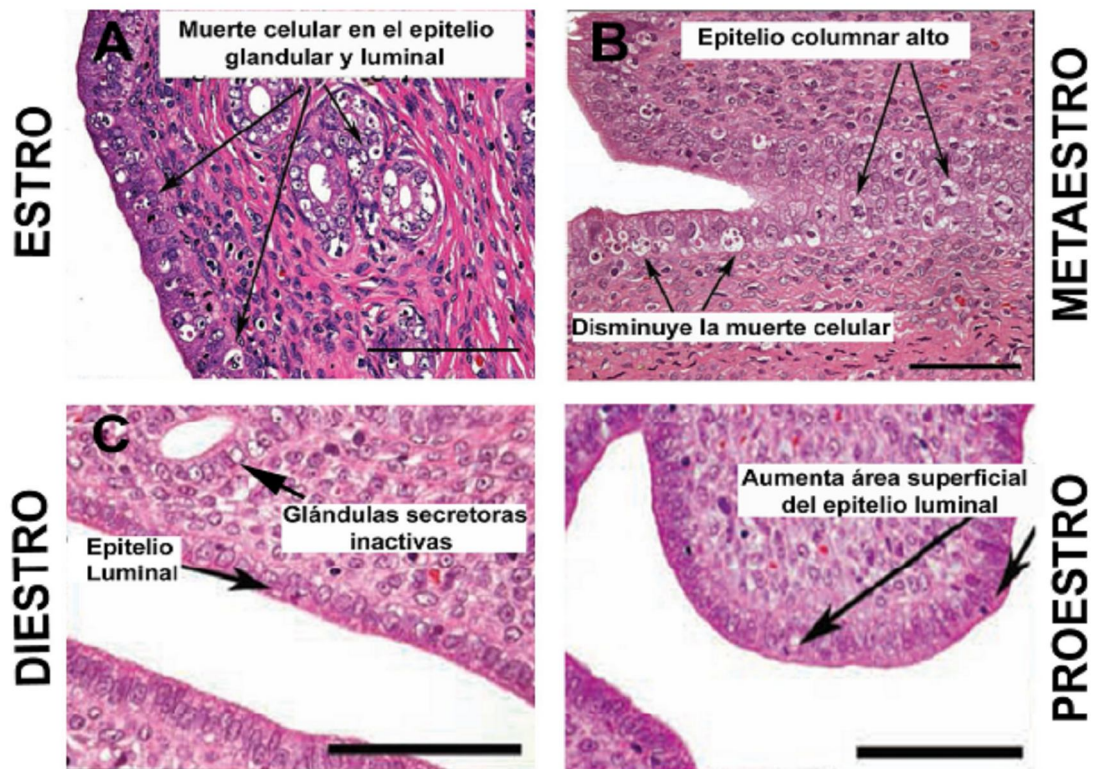 ESTRO
A
Muerte celular en el epitelio
glandular y luminal
B
Epitelio columnar alto
Disminuye la muerte celular
METAESTRO
DIESTRO
C
Glándulas secretoras
inactivas
Epitelio
Luminal
Aumenta área superficial
del epitelio luminal
PROESTRO